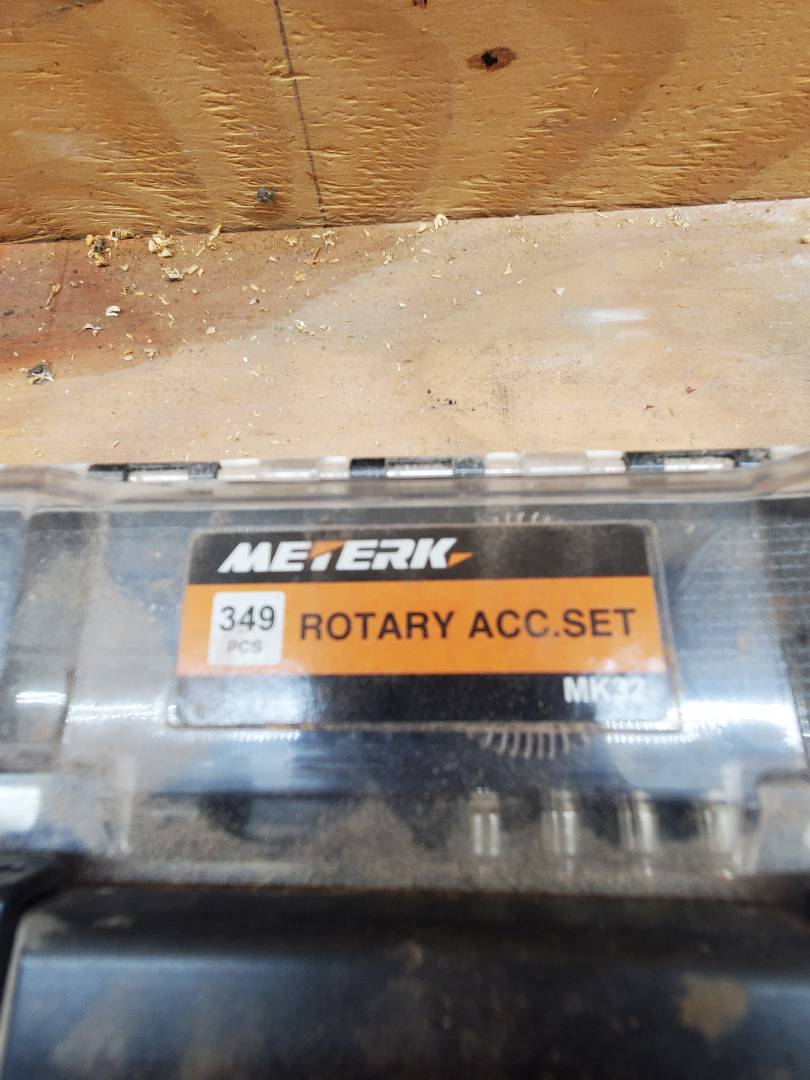 METERK
349
PCS
ROTARY ACC.SET
MK32